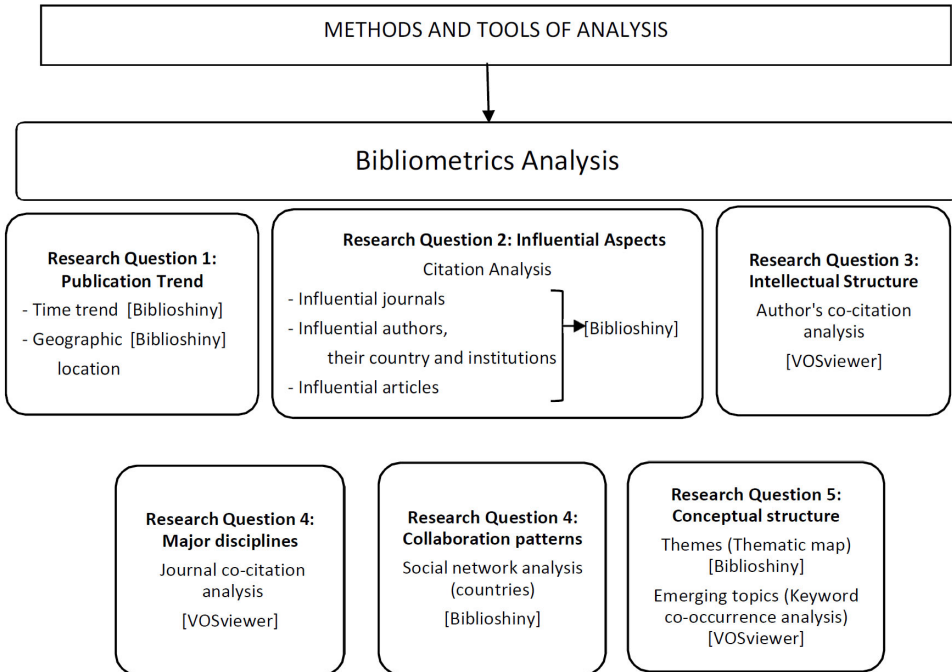 METHODS AND TOOLS OF ANALYSIS
Bibliometrics Analysis
Research Question 1:
Publication Trend
- Time trend [Biblioshiny]
- Geographic [Biblioshiny]
location
Research Question 2: Influential Aspects
Citation Analysis
- Influential journals
- Influential authors,
their country and institutions
- Influential articles
[Biblioshiny]
Research Question 3:
Intellectual Structure
Author's co-citation
analysis
[VOSviewer]
Research Question 4:
Major disciplines
Journal co-citation
analysis
[VOSviewer]
Research Question 4:
Collaboration patterns
Social network analysis
(countries)
[Biblioshiny]
Research Question 5:
Conceptual structure
Themes (Thematic map)
[Biblioshiny]
Emerging topics (Keyword
co-occurrence analysis)
[VOSviewer]